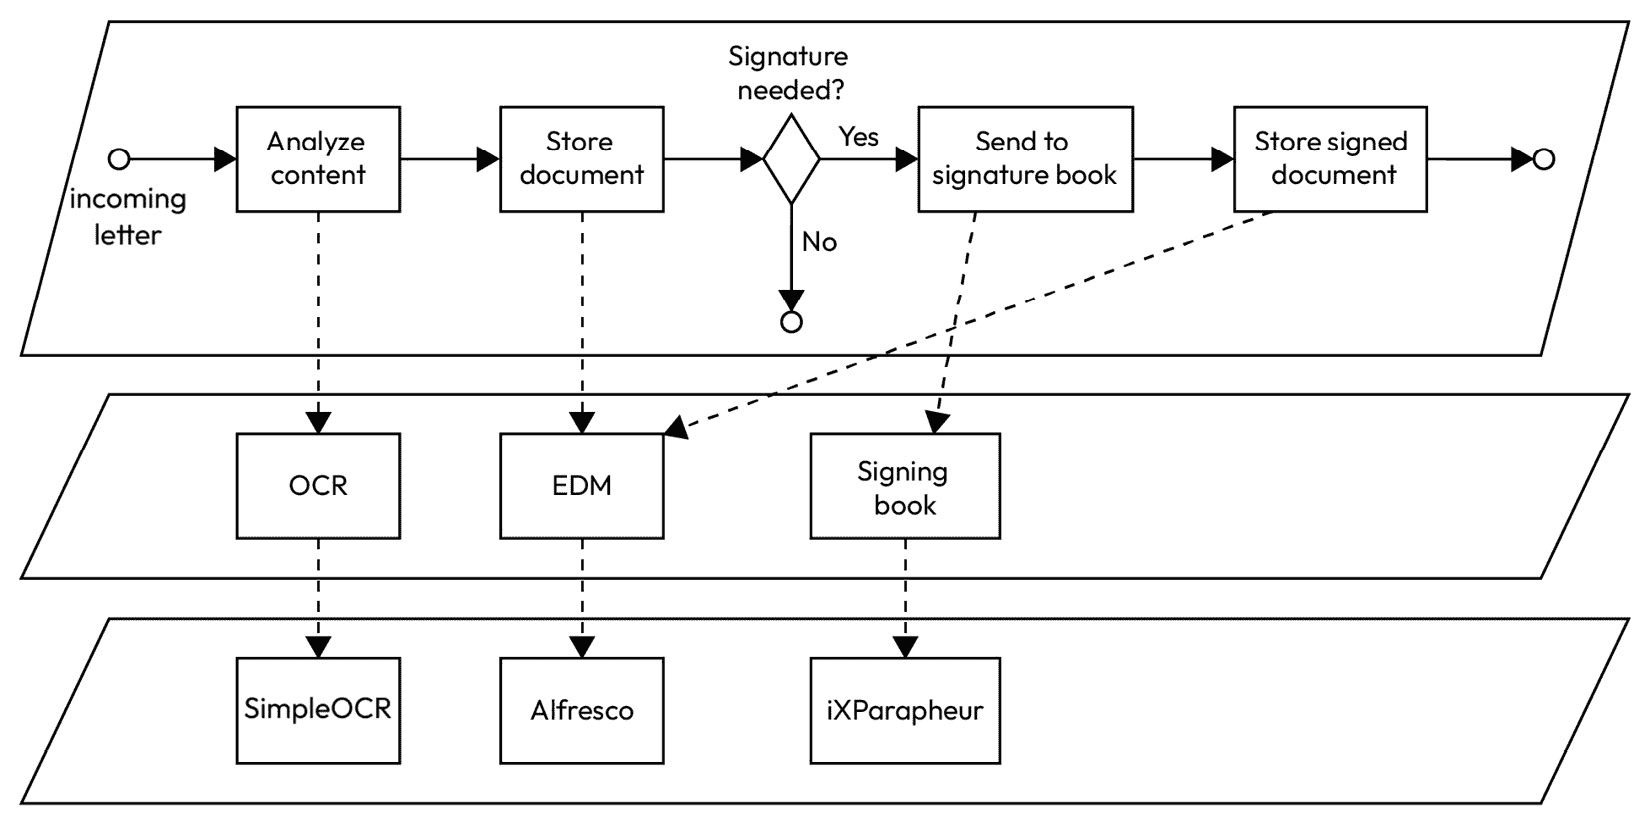 Signature
needed?
Analyze
content
Store
document
Yes
Send to
signature book
Store signed
document
incoming
letter
No
OCR
EDM
Signing
book
SimpleOCR
Alfresco
iXParapheur